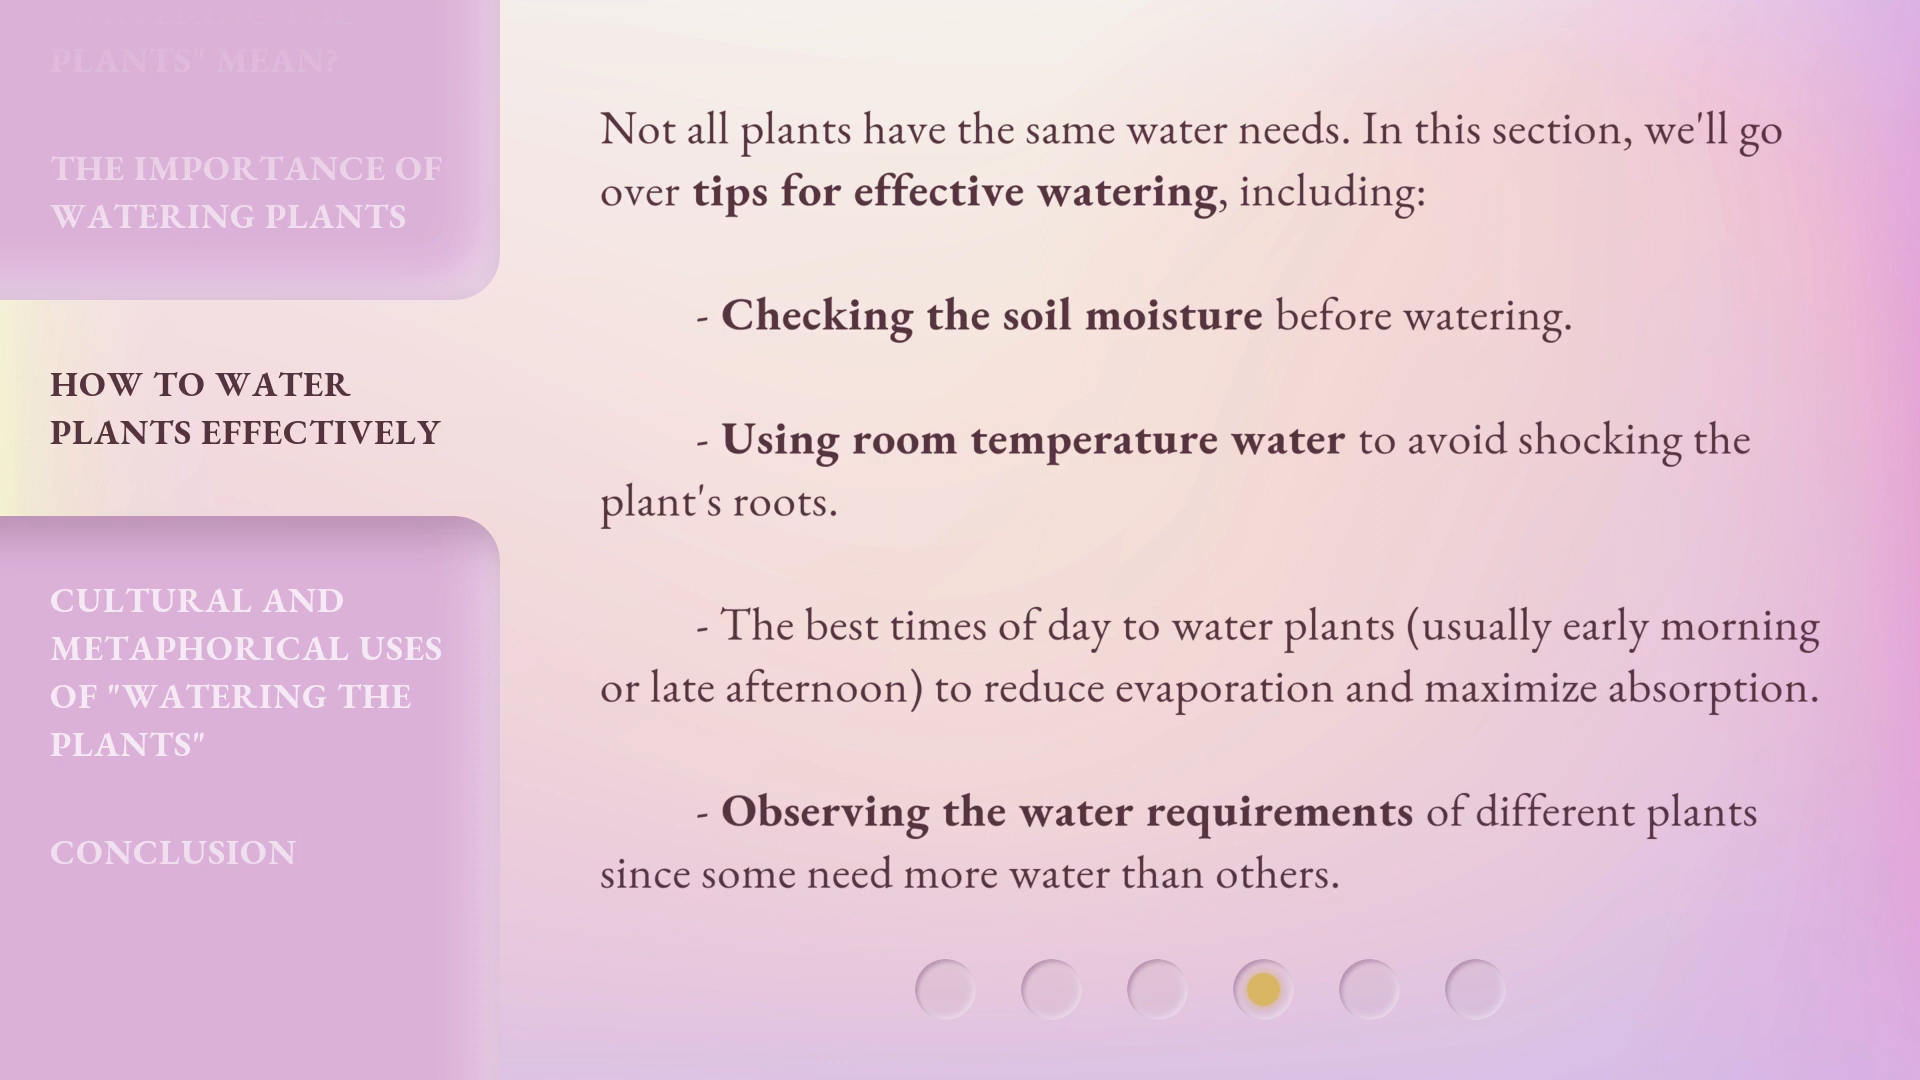 PLANTS" MEAN?
THE IMPORTANCE OF
WATERING PLANTS
HOW TO WATER
PLANTS EFFECTIVELY
CULTURAL AND
METAPHORICAL USES
OF "WATERING THE
PLANTS"
CONCLUSION
Not all plants have the same water needs. In this section, we'll go
over tips for effective watering, including:
- Checking the soil moisture before watering.
- Using room temperature water to avoid shocking the
plant's roots.
- The best times of day to water plants (usually early morning
or late afternoon) to reduce evaporation and maximize absorption.
- Observing the water requirements of different plants
since some need more water than others.